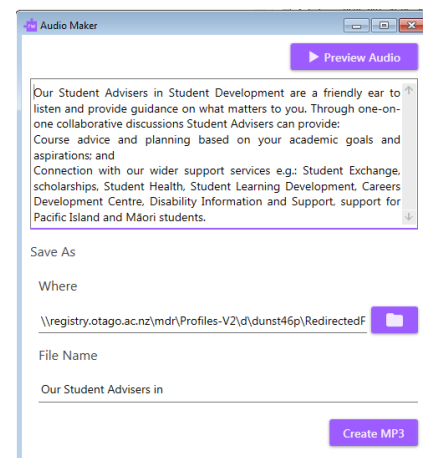 Audio Maker
Preview Audio
Our Student Advisers in Student Development are a friendly ear to
listen and provide guidance on what matters to you. Through one-on-
one collaborative discussions Student Advisers can provide:
Course advice and planning based on your academic goals and
aspirations; and
Connection with our wider support services e.g.: Student Exchange,
scholarships, Student Health, Student Learning Development, Careers
Development Centre, Disability Information and Support, support for
Pacific Island and Māori students.
Save As
Where
\\registry.otago.ac.nz\mdr\Profiles-V2\d\dunst46p\RedirectedF
File Name
Our Student Advisers in
Create MP3